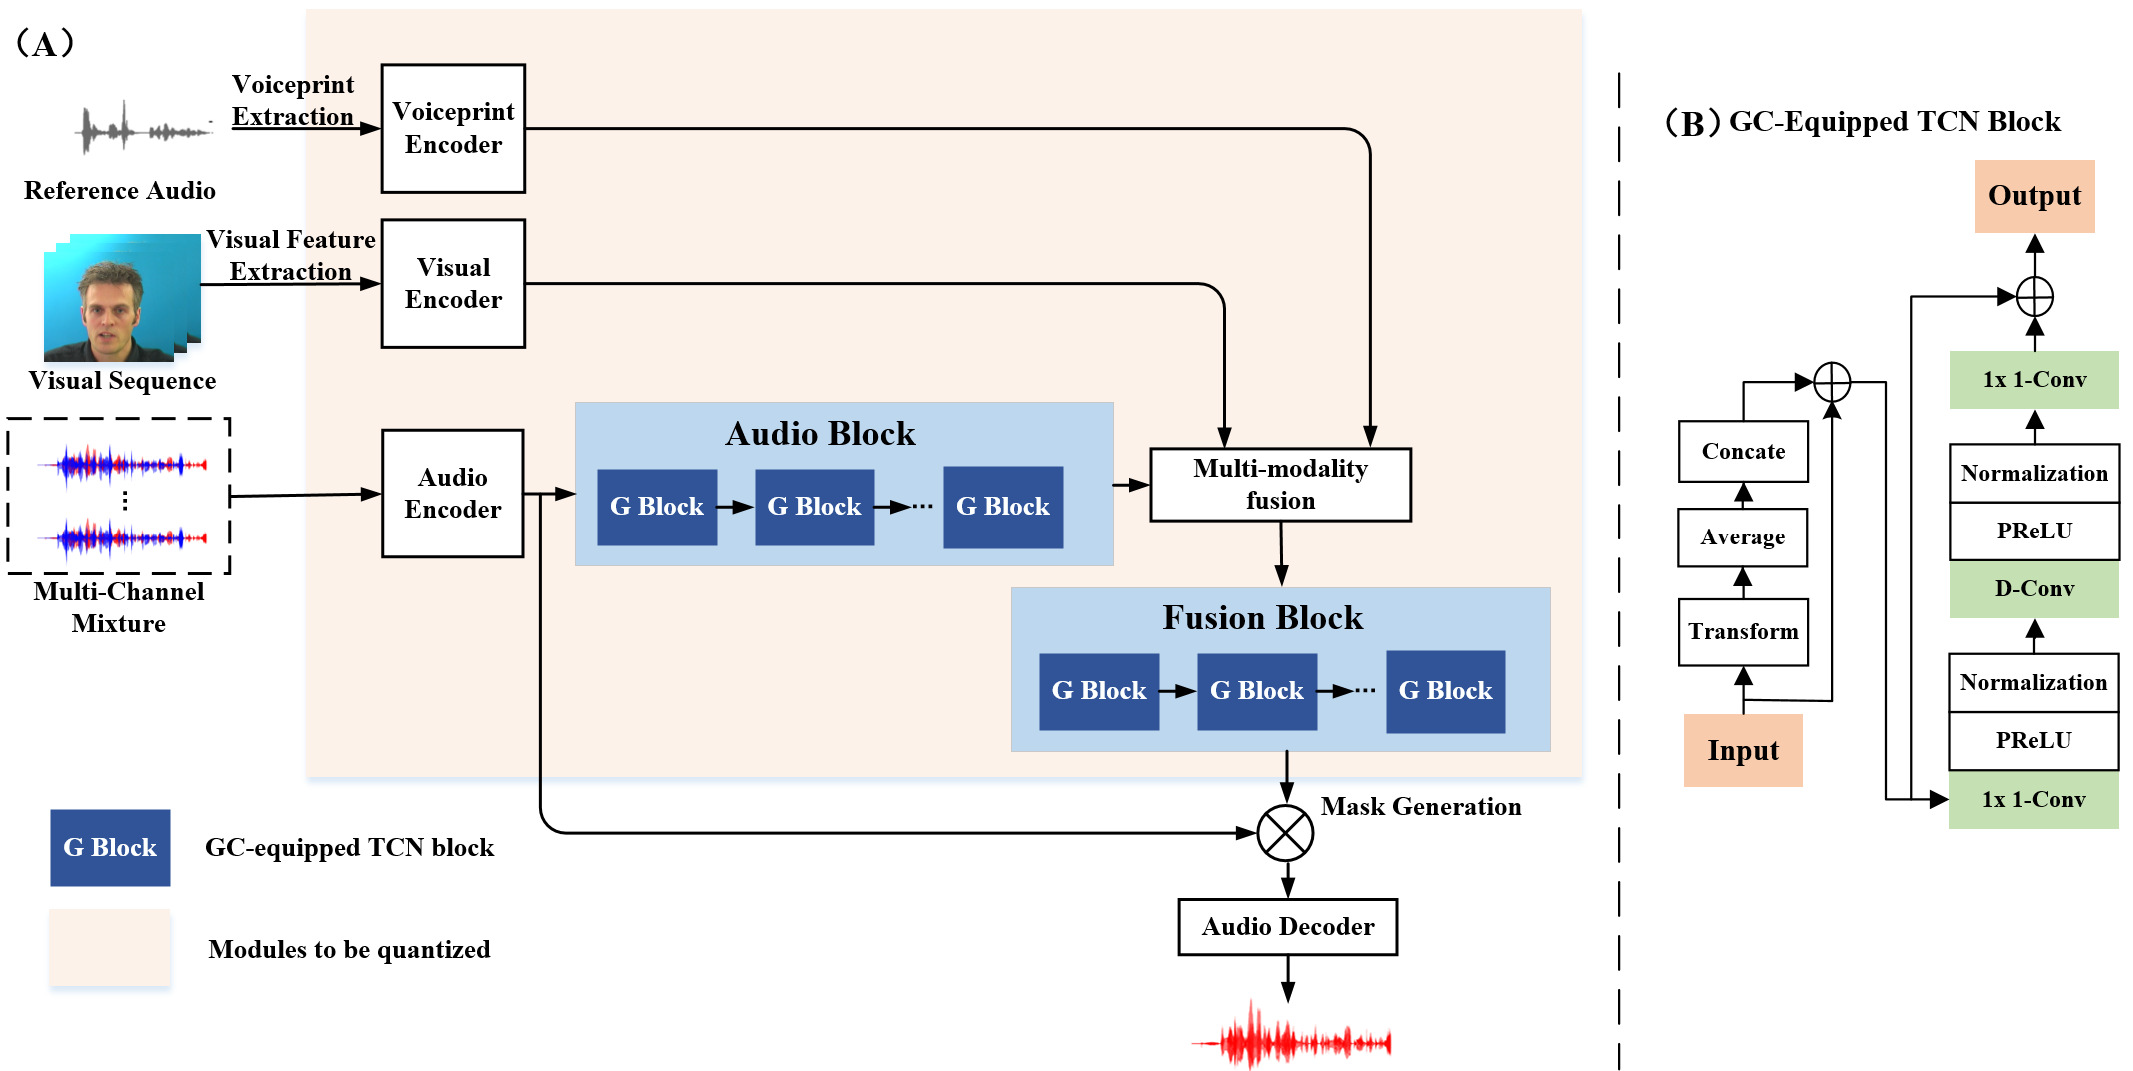 (A)
Voiceprint
Extraction
Reference Audio
Voiceprint
Encoder
Visual Feature
Extraction
Visual Sequence
Visual
Encoder
Multi-Channel
Mixture
Audio
Encoder
Audio Block
G Block
G Block
...
G Block
Multi-modality
fusion
Fusion Block
G Block
G Block
...
G Block
Mask Generation
Audio Decoder
G Block
GC-equipped TCN block
Modules to be quantized
(B) GC-Equipped TCN Block
Output
1x 1-Conv
Normalization
PReLU
D-Conv
Normalization
PReLU
1x 1-Conv
Concate
Average
Transform
Input